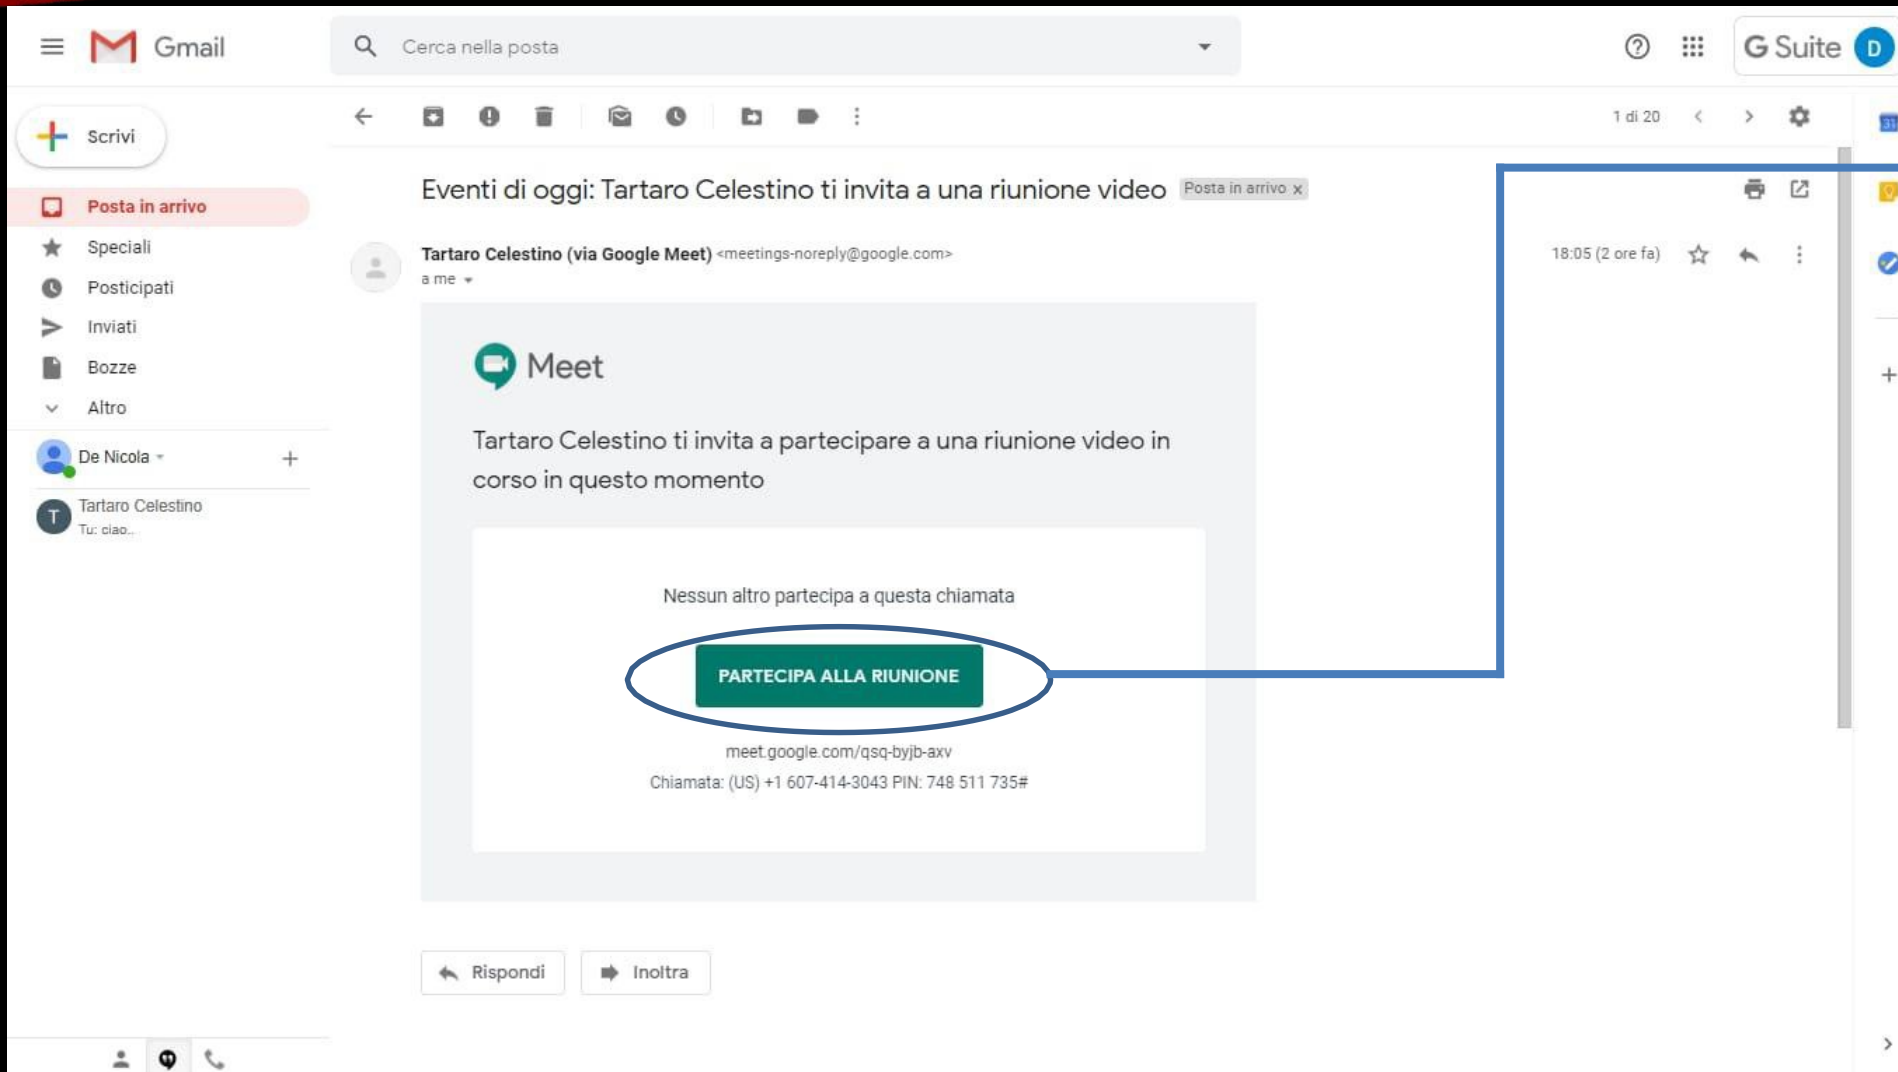 Gmail
Cerca nella posta
G Suite
D
Scrivi
1 di 20
31
Eventi di oggi: Tartaro Celestino ti invita a una riunione video Posta in arrivo x
Posta in arrivo
Speciali
Posticipati
Inviati
Bozze
Altro
De Nicola
T
Tartaro Celestino
Tu: ciao..
Tartaro Celestino (via Google Meet) <meetings-noreply@google.com>
18:05 (2 ore fa)
a me
Meet
Tartaro Celestino ti invita a partecipare a una riunione video in
corso in questo momento
Nessun altro partecipa a questa chiamata
PARTECIPA ALLA RIUNIONE
meet.google.com/qsq-byjb-axv
Chiamata: (US) +1 607-414-3043 PIN: 748 511 735#
Rispondi
Inoltra